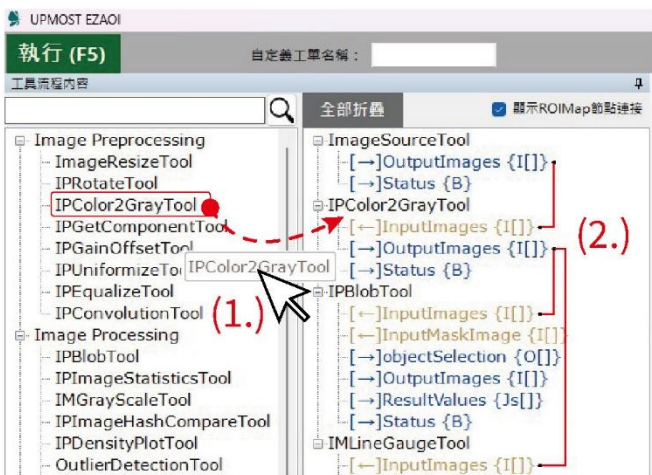 UPMOST EZAOI
執行 (F5)
自定義工單名稱：
工具流程內容
全部折疊
顯示ROIMap節點連接
Image Preprocessing
ImageResizeTool
IPRotateTool
IPColor2GrayTool
IPGetComponentTool
IPGainOffsetTool
IPUniformizeToo
IPColor2GrayTool
IPEqualizeTool
IPConvolutionTool
(1.)
Image Processing
IPBlobTool
IPImageStatisticsTool
IMGrayScaleTool
IPImageHashCompareTool
IPDensityPlotTool
OutlierDetectionTool
ImageSourceTool
[→]OutputImages {I[]}
[→]Status {B}
IPColor2GrayTool
[←]InputImages {I[]}
(2.)
[→]OutputImages {I[]}
[→]Status {B}
IPBlobTool
[←]InputImages {I[]}
[←]InputMaskImage {I[]}
[→]objectSelection {O[]}
[→]OutputImages {I[]}
[→]ResultValues {Js[]}
[→]Status {B}
IMLineGaugeTool
[←]InputImages {I[]}